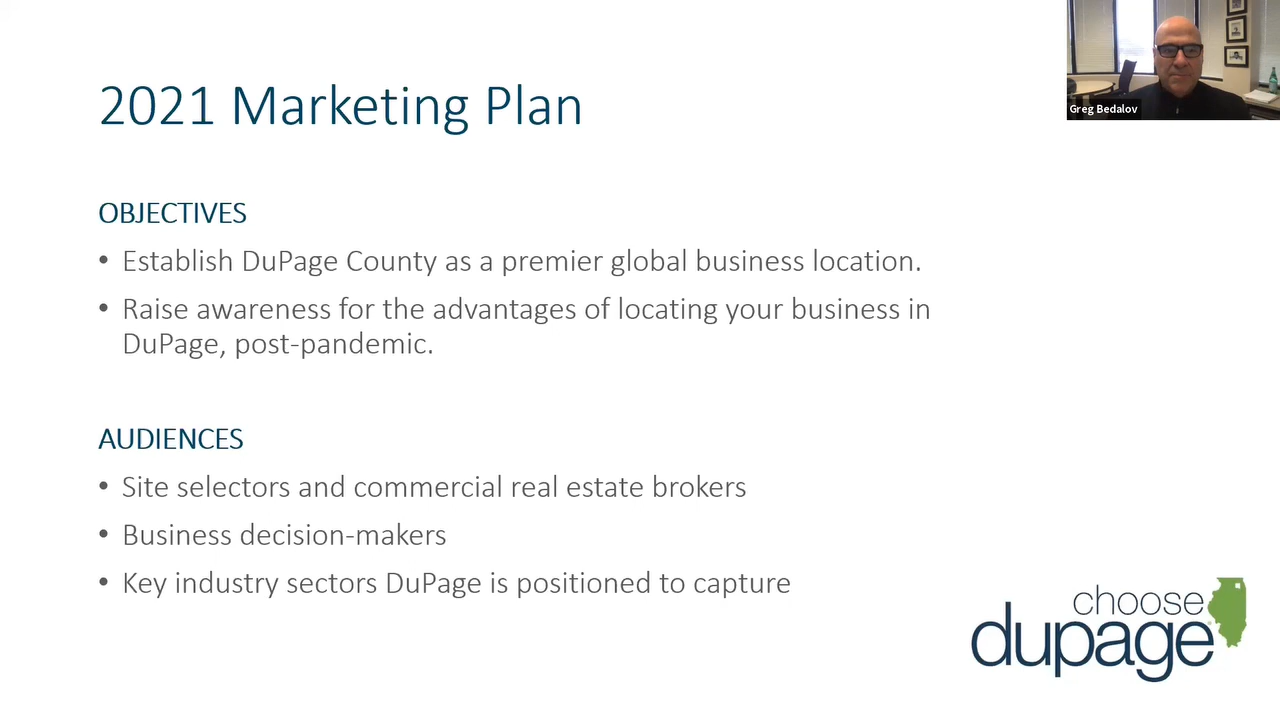 2021 Marketing Plan
Greg Bedalov
OBJECTIVES
• Establish DuPage County as a premier global business location.
• Raise awareness for the advantages of locating your business in
DuPage, post-pandemic.
AUDIENCES
• Site selectors and commercial real estate brokers
• Business decision-makers
• Key industry sectors DuPage is positioned to capture
choose
dupage